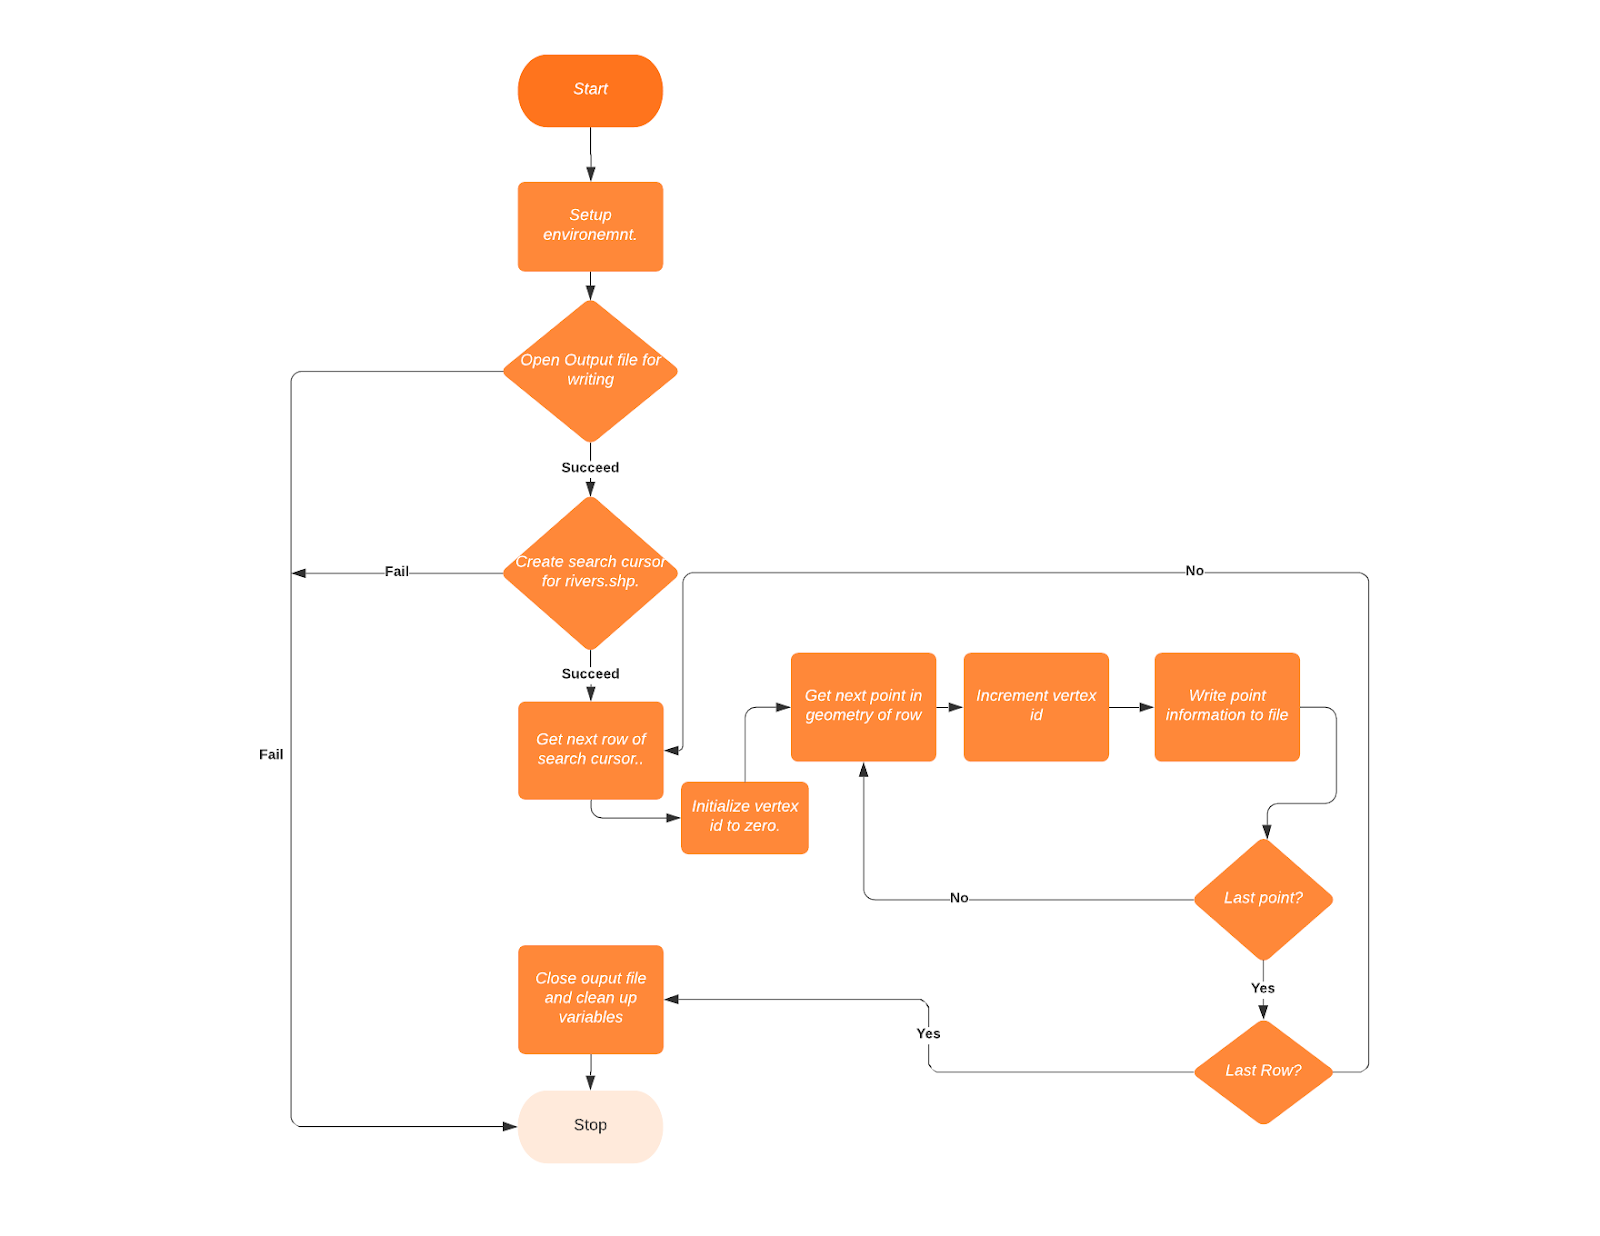 Start
Setup
environemnt.
Open Output file for
writing
Succeed
Create search cursor
for rivers.shp.
Fail
No
Succeed
Get next row of
search cursor..
Fail
Initialize vertex
id to zero.
Get next point in
geometry of row
Increment vertex
id
Write point
information to file
Last point?
No
Yes
Last Row?
Yes
Close ouput file
and clean up
variables
Stop